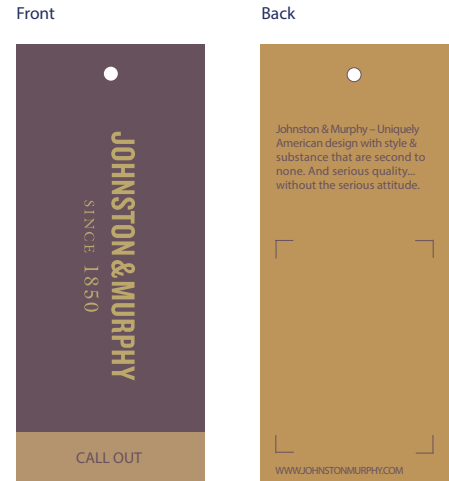 Front
Back
JOHNSTON & MURPHY
SINCE 1850
CALL OUT
Johnston & Murphy – Uniquely
American design with style &
substance that are second to
none. And serious quality...
without the serious attitude.
WWW.JOHNSTONMURPHY.COM